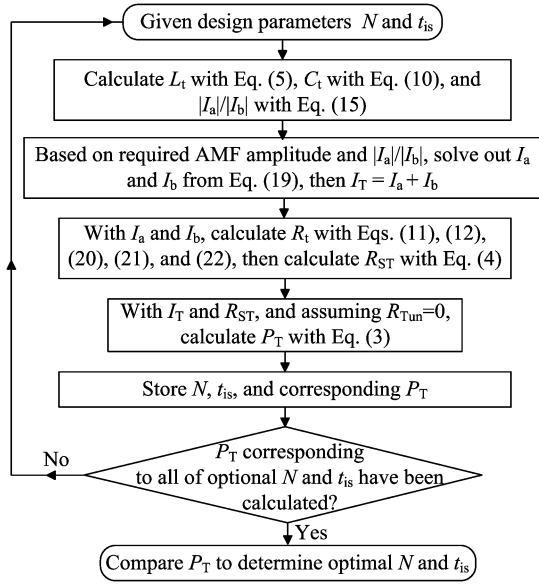 Given design parameters N and tis
Calculate Lt with Eq. (5), Ct with Eq. (10), and
|Ia|/|Ib| with Eq. (15)
Based on required AMF amplitude and |Ia|/|Ib|, solve out Ia
and Ib from Eq. (19), then IT = Ia + Ib
With Ia and Ib, calculate Rt with Eqs. (11), (12),
(20), (21), and (22), then calculate RST with Eq. (4)
With IT and RST, and assuming RTun=0,
calculate PT with Eq. (3)
Store N, tis, and corresponding PT
PT corresponding
to all of optional N and tis have been
calculated?
No
Yes
Compare PT to determine optimal N and tis